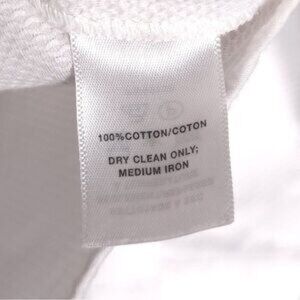 100%COTTON/COTON
DRY CLEAN ONLY;
MEDIUM IRON